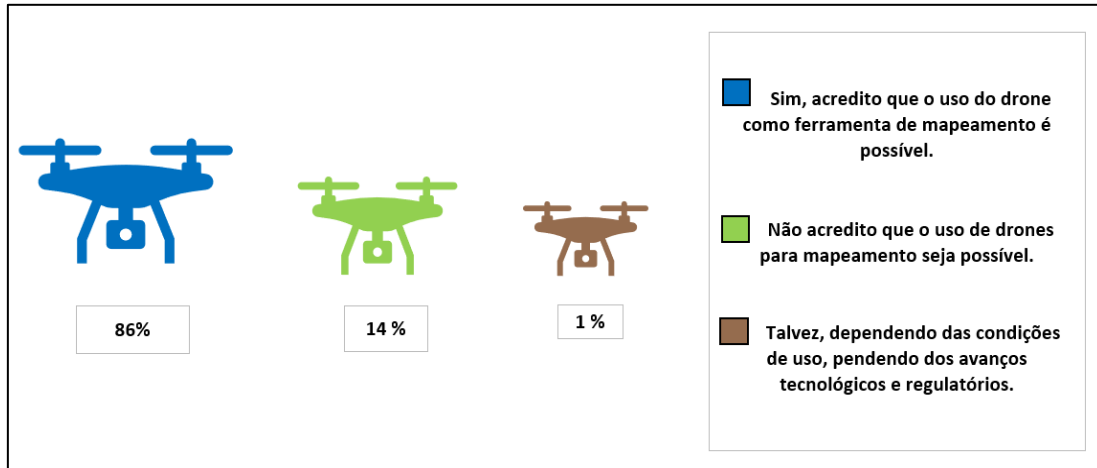 86%
14 %
1 %
Sim, acredito que o uso do drone
como ferramenta de mapeamento é
possível.
Não acredito que o uso de drones
para mapeamento seja possível.
Talvez, dependendo das condições
de uso, pendendo dos avanços
tecnológicos e regulatórios.